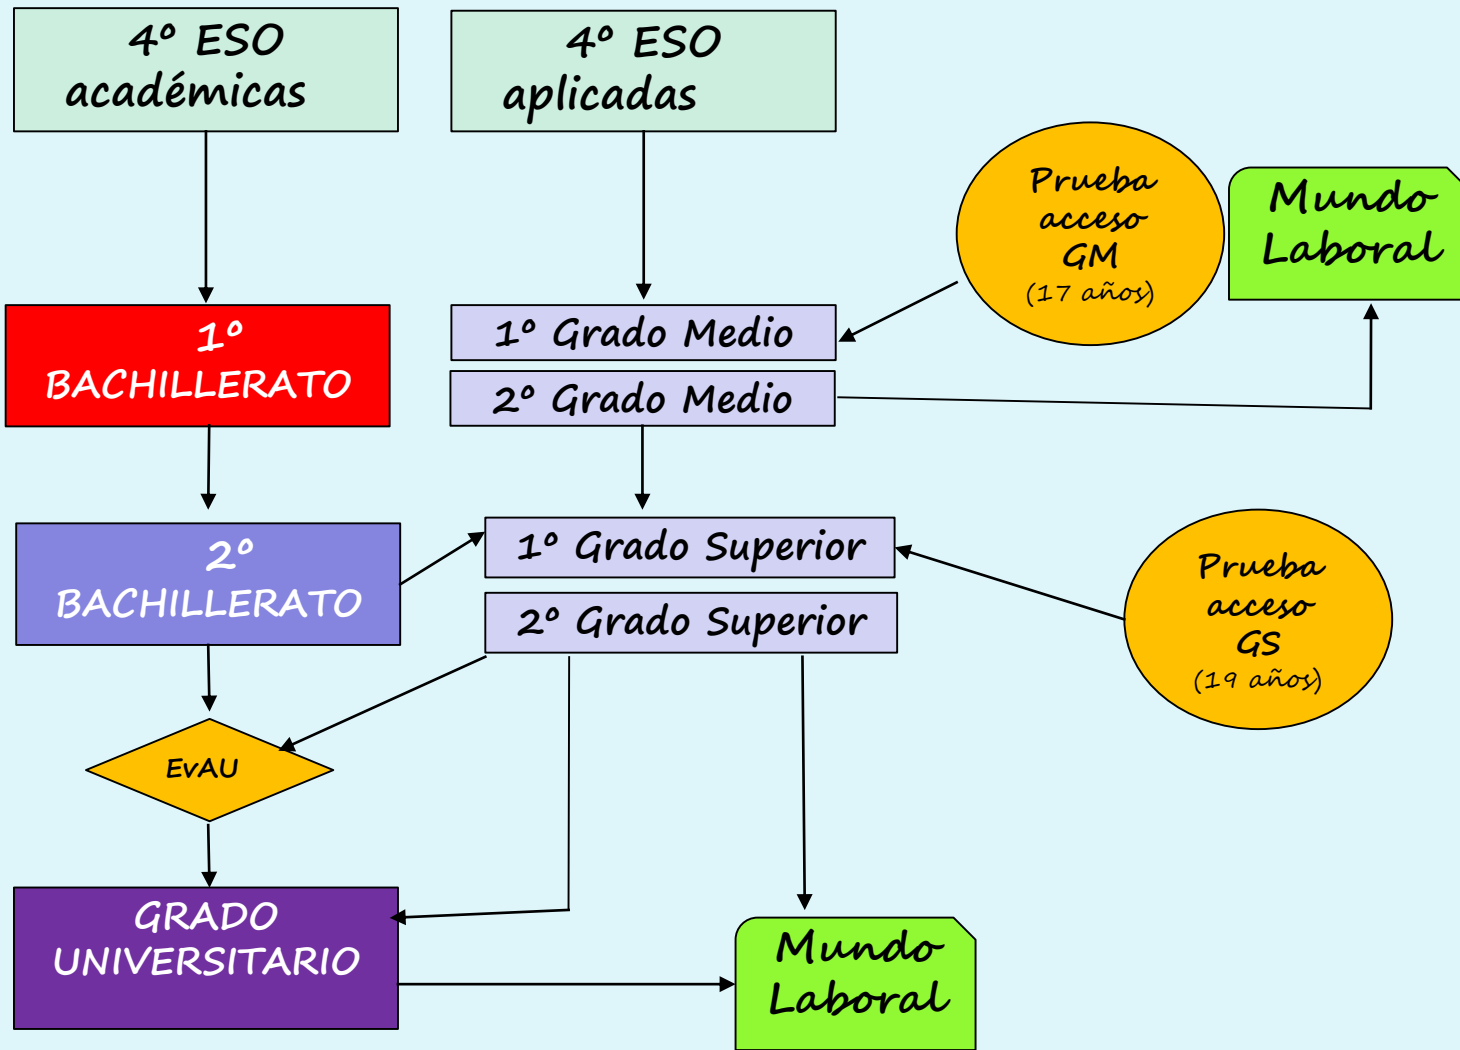 4º ESO
académicas
4º ESO
aplicadas
Prueba
acceso
GM
(17 años)
Mundo
Laboral
1º
BACHILLERATO
1º Grado Medio
2º Grado Medio
2º
BACHILLERATO
1º Grado Superior
2º Grado Superior
Prueba
acceso
GS
(19 años)
EvAU
GRADO
UNIVERSITARIO
Mundo
Laboral